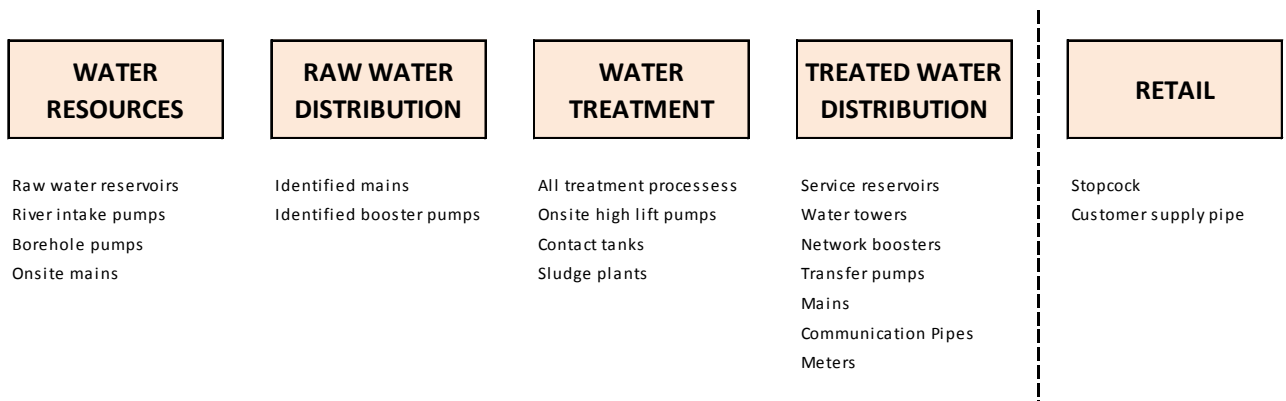 WATER
RESOURCES
RAW WATER
DISTRIBUTION
WATER
TREATMENT
TREATED WATER
DISTRIBUTION
RETAIL
Raw water reservoirs
River intake pumps
Borehole pumps
Onsite mains
Identified mains
Identified booster pumps
All treatment processess
Onsite high lift pumps
Contact tanks
Sludge plants
Service reservoirs
Water towers
Network boosters
Transfer pumps
Mains
Communication Pipes
Meters
Stopcock
Customer supply pipe